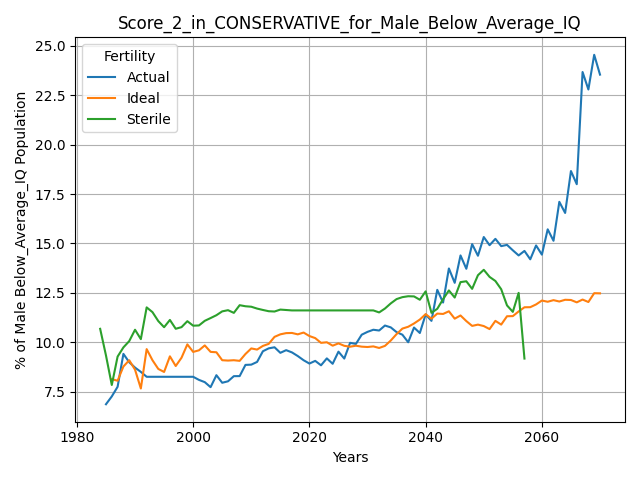 Score_2_in_CONSERVATIVE_for_Male_Below_Average_IQ
% of Male Below_Average_IQ Population
25.0
22.5
20.0
17.5
15.0
12.5
10.0
7.5
Fertility
Actual
Ideal
Sterile
1980
2000
2020
2040
2060
Years